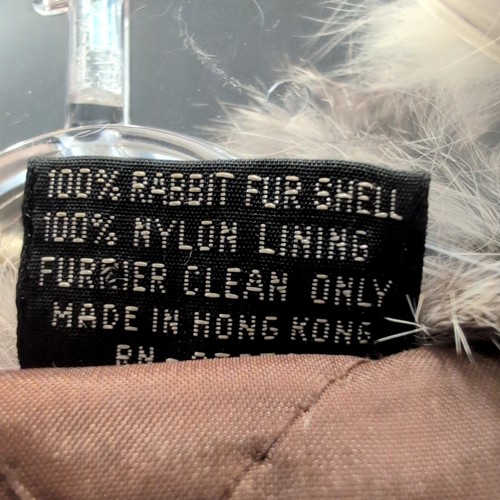 100% RABBIT FUR SHELL
100% NYLON LINING
FURRIER CLEAN ONLY
MADE IN HONG KONG
RN